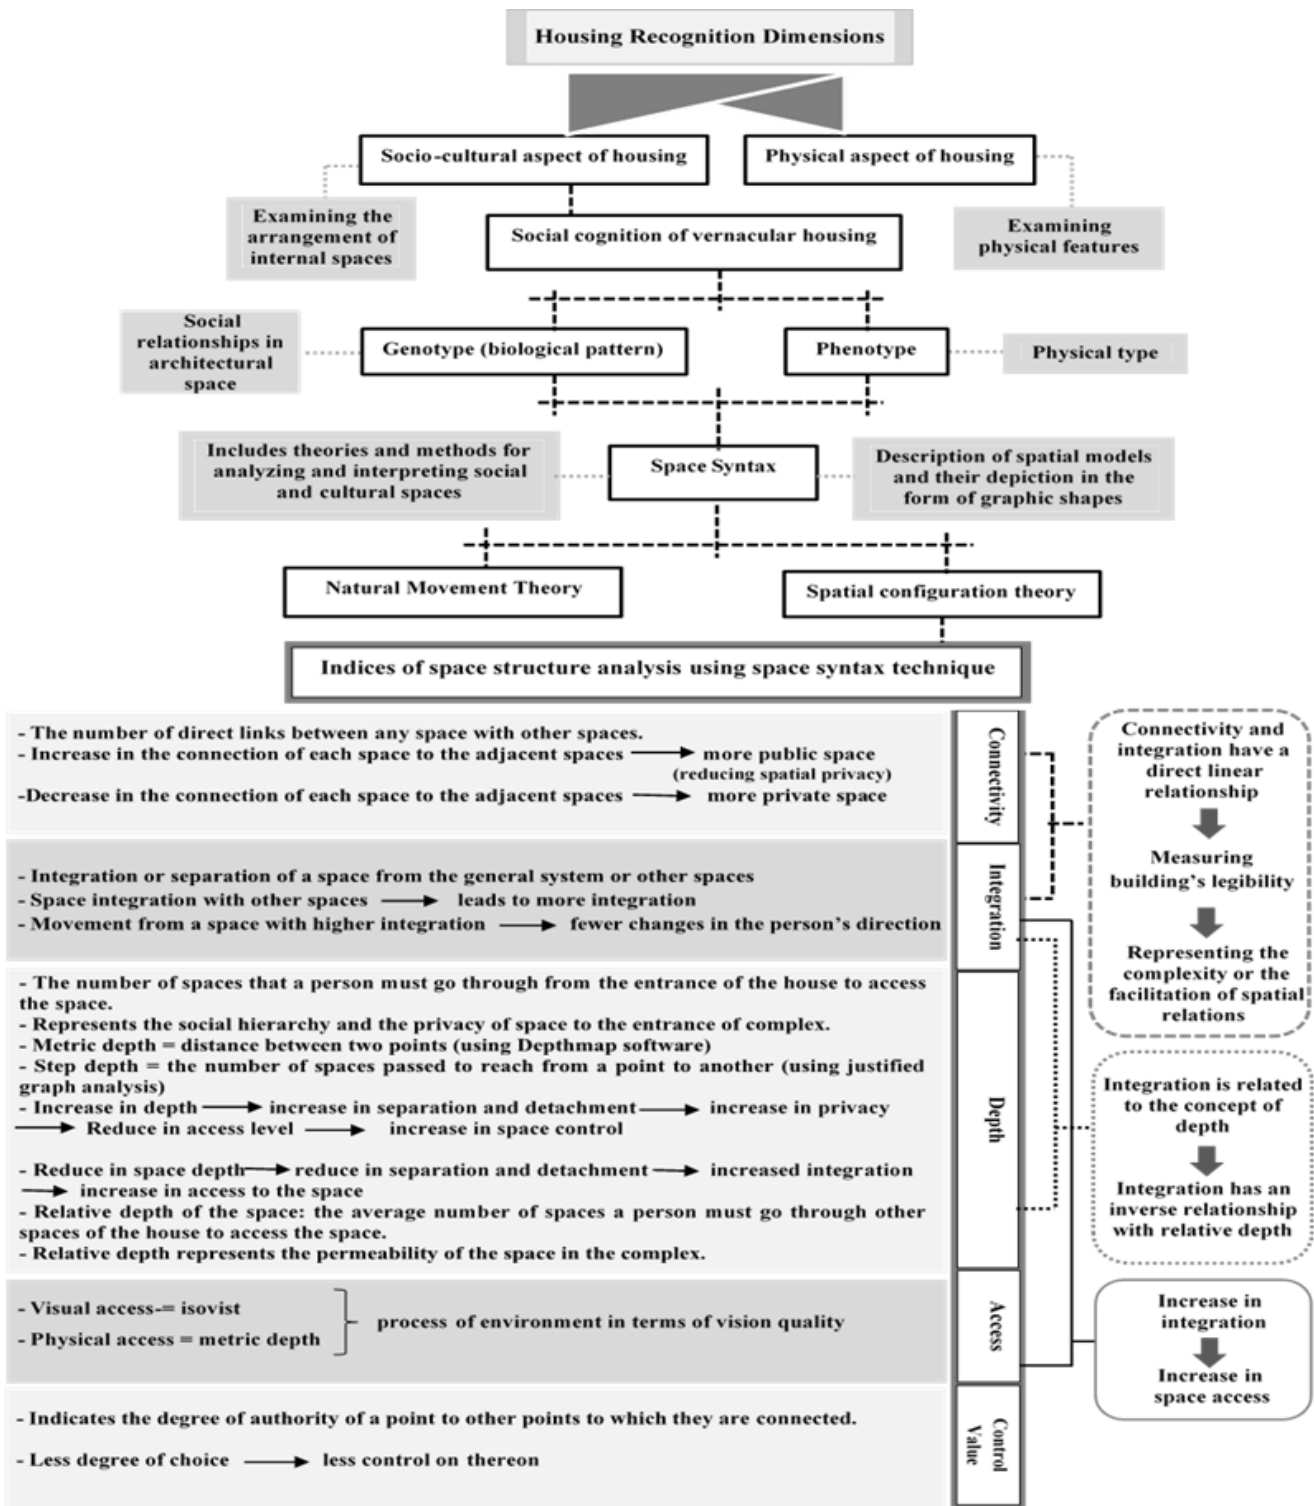 Housing Recognition Dimensions
Socio-cultural aspect of housing
Physical aspect of housing
Examining the
arrangement of
internal spaces
Social cognition of vernacular housing
Examining
physical features
Social
relationships in
architectural
space
Genotype (biological pattern)
Phenotype
Physical type
Includes theories and methods for
analyzing and interpreting social
and cultural spaces
Space Syntax
Description of spatial models
and their depiction in the
form of graphic shapes
Natural Movement Theory
Spatial configuration theory
Indices of space structure analysis using space syntax technique
- The number of direct links between any space with other spaces.
- Increase in the connection of each space to the adjacent spaces → more public space
(reducing spatial privacy)
-Decrease in the connection of each space to the adjacent spaces → more private space
Connectivity
- Integration or separation of a space from the general system or other spaces
- Space integration with other spaces → leads to more integration
- Movement from a space with higher integration → fewer changes in the person's direction
Integration
- The number of spaces that a person must go through from the entrance of the house to access
the space.
- Represents the social hierarchy and the privacy of space to the entrance of complex.
- Metric depth = distance between two points (using Depthmap software)
- Step depth = the number of spaces passed to reach from a point to another (using justified
graph analysis)
- Increase in depth → increase in separation and detachment → increase in privacy
→ Reduce in access level → increase in space control
- Reduce in space depth → reduce in separation and detachment → increased integration
→ increase in access to the space
- Relative depth of the space: the average number of spaces a person must go through other
spaces of the house to access the space.
- Relative depth represents the permeability of the space in the complex.
Depth
- Visual access-= isovist
- Physical access = metric depth
process of environment in terms of vision quality
Access
- Indicates the degree of authority of a point to other points to which they are connected.
- Less degree of choice → less control on thereon
Control
Value
Connectivity and
integration have a
direct linear
relationship
Measuring
building's legibility
Representing the
complexity or the
facilitation of spatial
relations
Integration is related
to the concept of
depth
Integration has an
inverse relationship
with relative depth
Increase in
integration
Increase in
space access